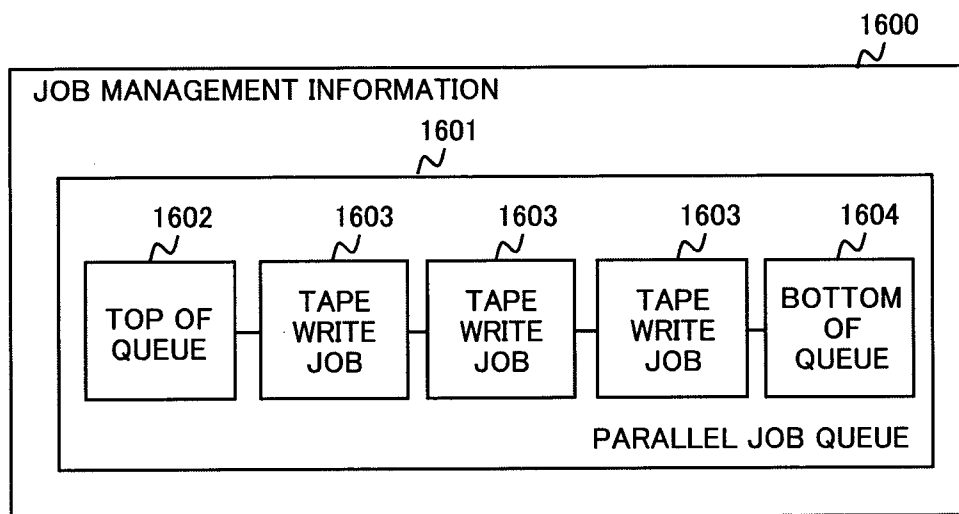 1600
JOB MANAGEMENT INFORMATION
1601
1602
1603
1603
1603
1604
TOP OF
QUEUE
TAPE
WRITE
JOB
TAPE
WRITE
JOB
TAPE
WRITE
JOB
BOTTOM
OF
QUEUE
PARALLEL JOB QUEUE